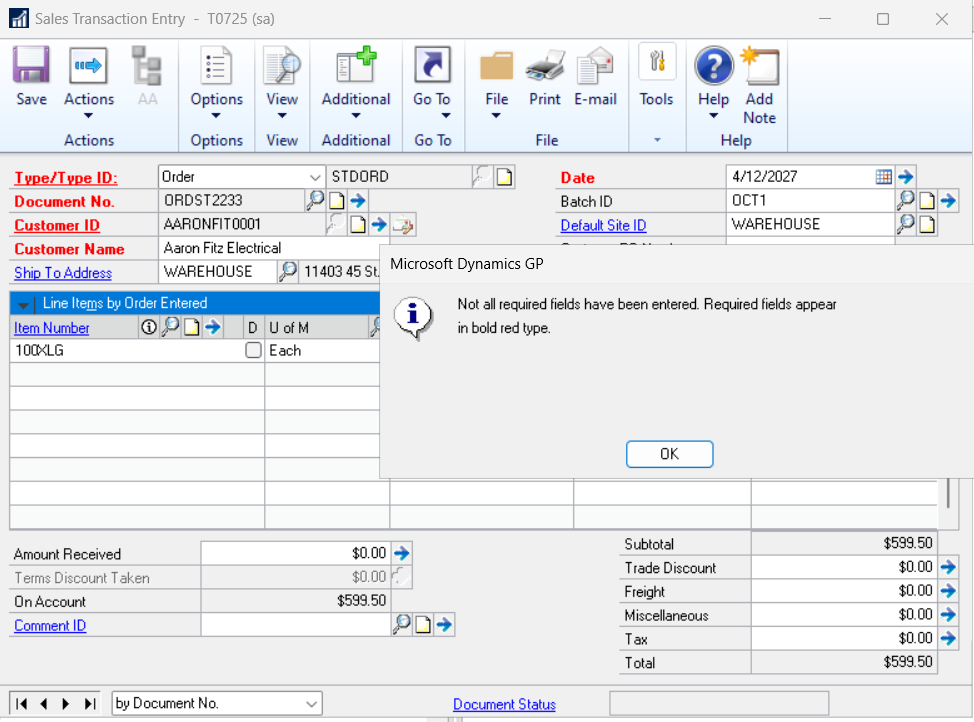 Sales Transaction Entry - T0725 (sa)
Save Actions AA Options View Additional Go To File Print E-mail Tools Help Add Note
Actions Options View Additional Go To File Help
Type/Type ID: Order STDORD Date 4/12/2027
Document No. ORDST2233 Batch ID OCT1
Customer ID AARONFIT0001 Default Site ID WAREHOUSE
Customer Name Aaron Fitz Electrical
Ship To Address WAREHOUSE 11403 45 St.
Microsoft Dynamics GP
Not all required fields have been entered. Required fields appear
in bold red type.
OK
Line Items by Order Entered
Item Number D U of M
100XLG Each
Amount Received $0.00
Terms Discount Taken $0.00
On Account $599.50
Comment ID
Subtotal $599.50
Trade Discount $0.00
Freight $0.00
Miscellaneous $0.00
Tax $0.00
Total $599.50
by Document No. Document Status